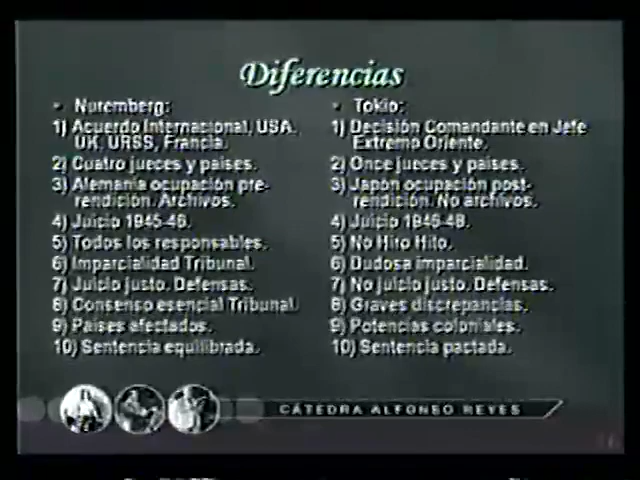 Diferencias
• Nuremberg:
1) Acuerdo Internacional, USA,
UK, URSS, Francia.
2) Cuatro jueces y paises.
3) Alemania ocupación pre-
rendición. Archivos.
4) Juicio 1945-46.
5) Todos los responsables.
6) Imparcialidad Tribunal.
7) Juicio justo. Defensas.
8) Consenso esencial Tribunal.
9) Paises afectados.
10) Sentencia equilibrada.
• Tokio:
1) Decisión Comandante en Jefe
Extremo Oriente.
2) Once jueces y paises.
3) Japón ocupación post-
rendición. No archivos.
4) Juicio 1946-48.
5) No Hiro Hito.
6) Dudosa imparcialidad.
7) No juicio justo. Defensas.
8) Graves discrepancias.
9) Potencias coloniales.
10) Sentencia pactada.
CÁTEDRA ALFONSO REYES